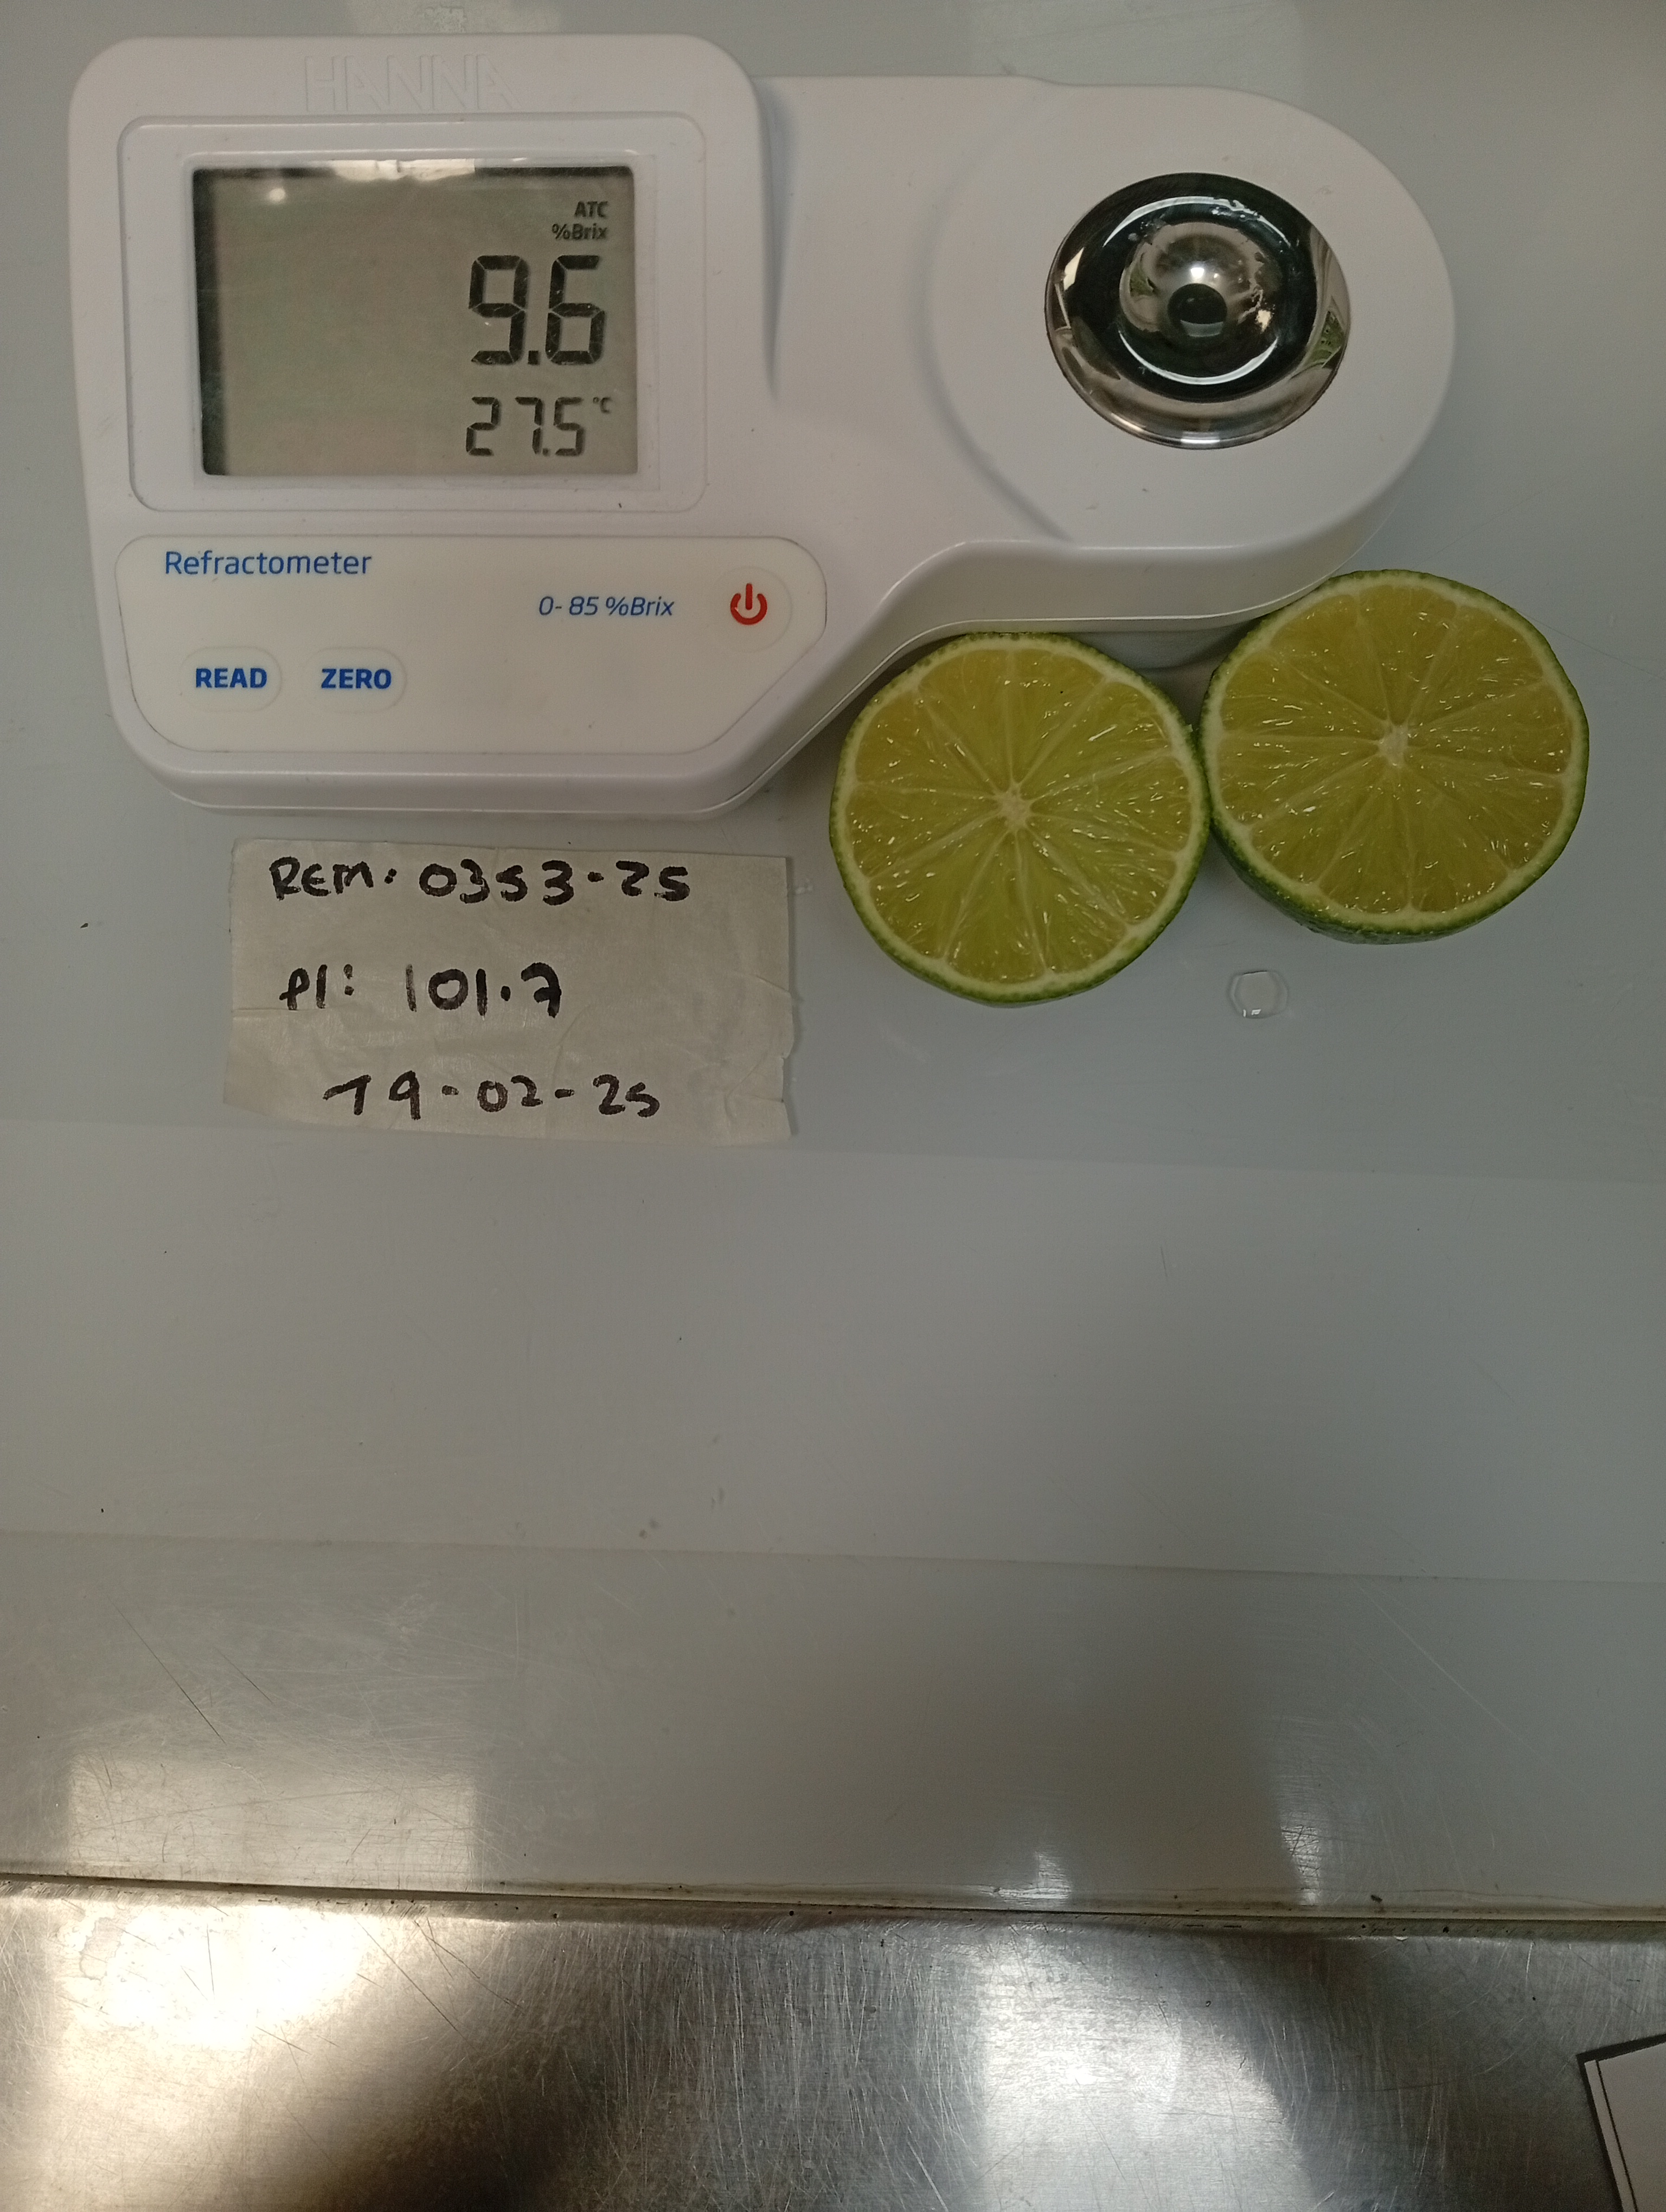 HANNA
ATC
%Brix
9.6
27.5 °C
Refractometer
0-85 %Brix
READ ZERO
REM: 0353-25
PI: 101.7
19-02-25